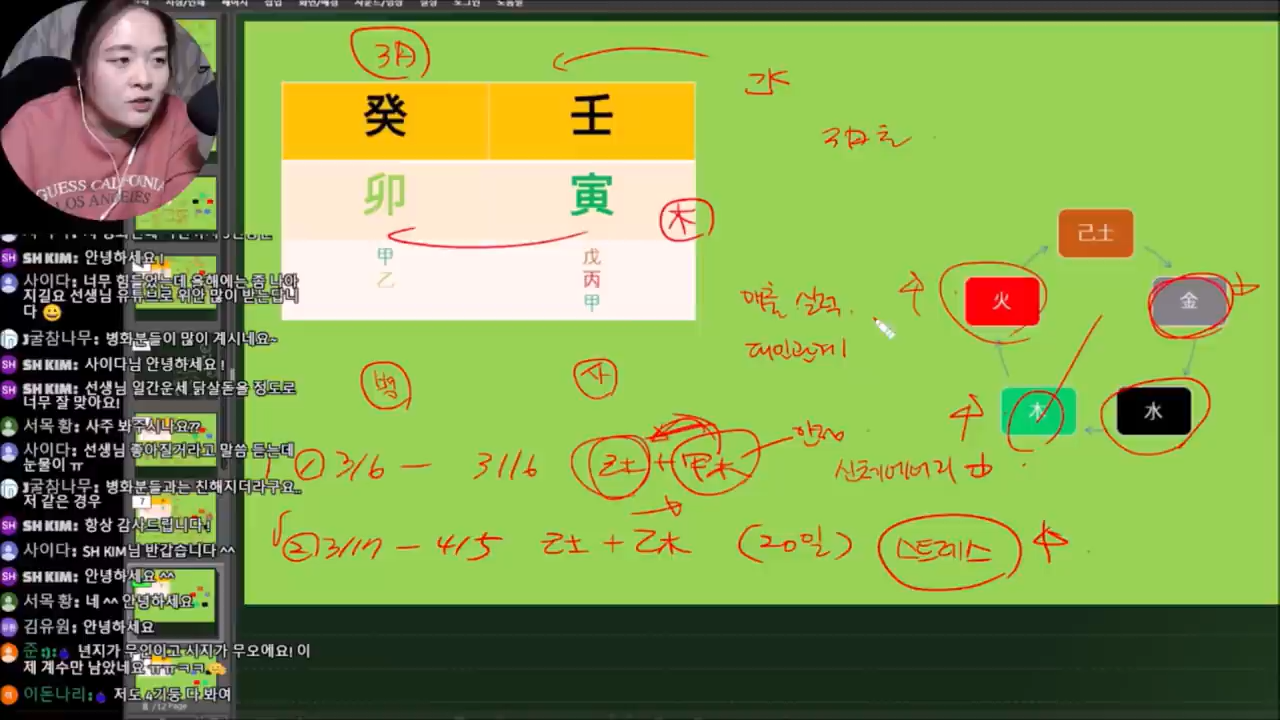 3月
癸 壬
卯 寅
木
甲 戊
乙 丙
甲
己土
火 金
木 水
매출 실적
대인관계
신체에너지
① 3/6 - 3/16 己土 + 甲木
② 3/17 - 4/5 己土 + 乙木 (20일) 스트레스
GUESS CALIFORNIA
LOS ANGELES
SH KIM: 안녕하세요!
사이다: 너무 힘들었는데 올해에는 좀 나아
지길요 선생님 유튜브로 위안 많이 받는답니
다 😀
J굴참나무: 병화분들이 많이 계시네요~
SH KIM: 사이다님 안녕하세요!
SH KIM: 선생님 일간운세 닭살돋을 정도로
너무 잘 맞아요!
서목 황: 사주 봐주시나요??
사이다: 선생님 좋아질거라고 말씀 듣는데
눈물이 ㅠ
J굴참나무: 병화분들과는 친해지더라구요..
저 같은 경우
SH KIM: 항상 감사드립니다!
사이다: SH KIM님 반갑습니다 ^^
SH KIM: 안녕하세요 ^^
서목 황: 네 ^^ 안녕하세요
김유원: 안녕하세요
준: 년지가 무인이고 시지가 무오에요! 이
제 계수만 남았네요 ㅠㅠㅋㅋ
이돈나리: 저도 4기둥 다 봐여
/12 Page